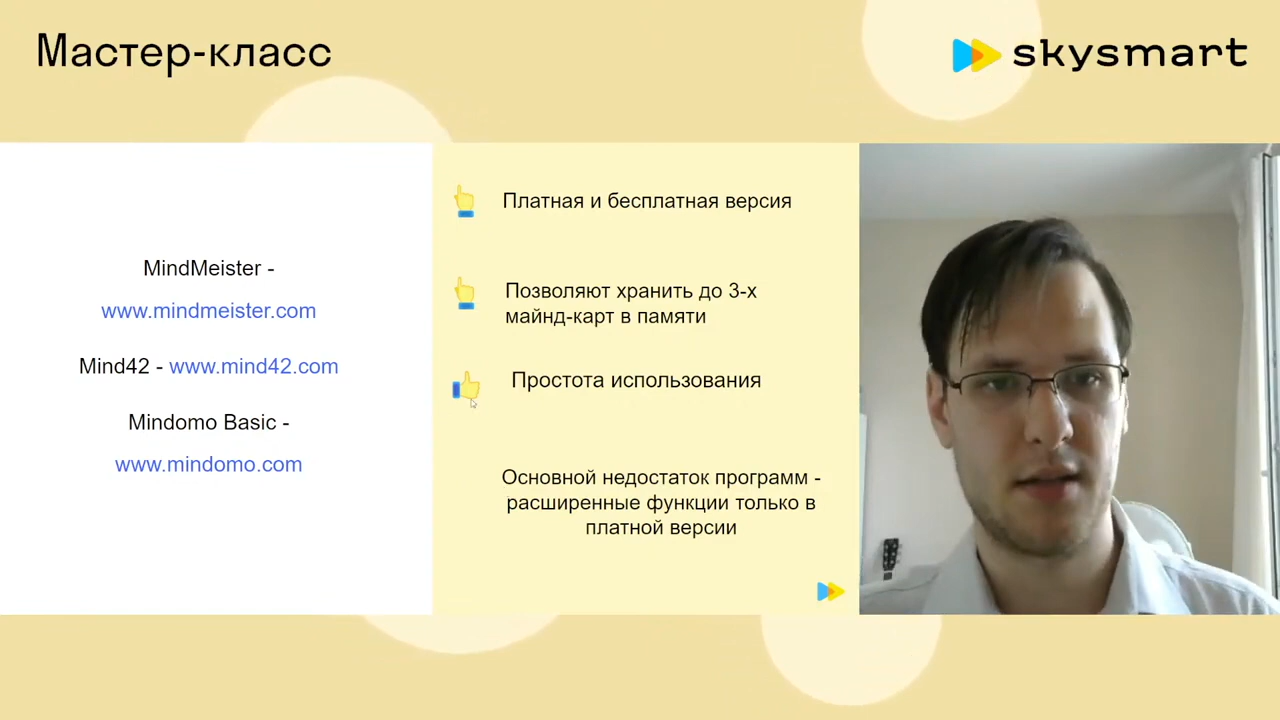 Мастер-класс
skysmart
MindMeister -
www.mindmeister.com
Mind42 - www.mind42.com
Mindomo Basic -
www.mindomo.com
Платная и бесплатная версия
Позволяют хранить до 3-х
майнд-карт в памяти
Простота использования
Основной недостаток программ -
расширенные функции только в
платной версии